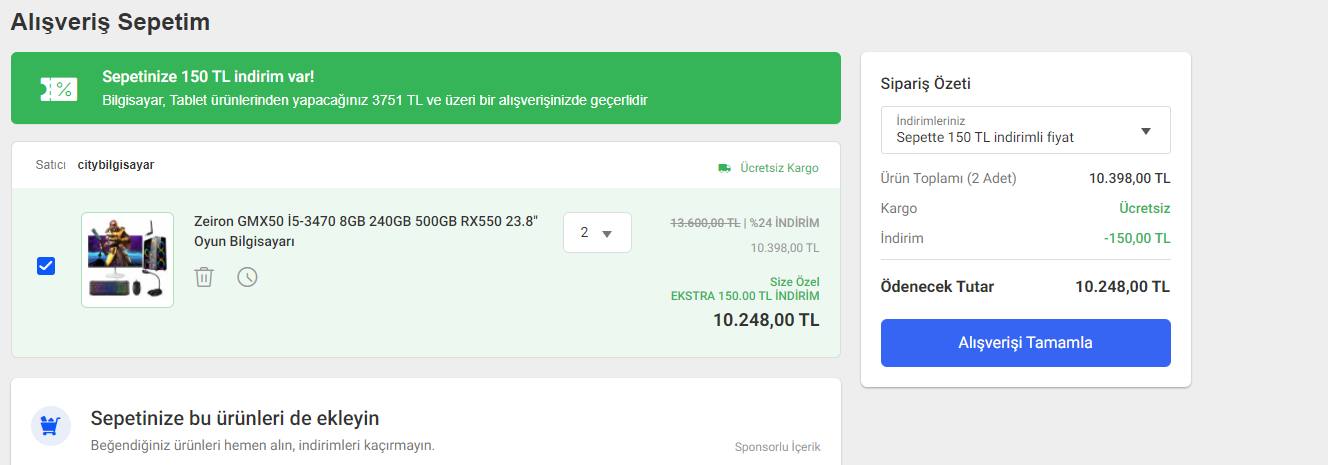 Alışveriş Sepetim
Sepetinize 150 TL indirim var!
Bilgisayar, Tablet ürünlerinden yapacağınız 3751 TL ve üzeri bir alışverişinizde geçerlidir
Satıcı citybilgisayar
Ücretsiz Kargo
Zeiron GMX50 İ5-3470 8GB 240GB 500GB RX550 23.8"
Oyun Bilgisayarı
2
13.600,00 TL | %24 İNDİRİM
10.398,00 TL
Size Özel
EKSTRA 150.00 TL İNDİRİM
10.248,00 TL
Sepetinize bu ürünleri de ekleyin
Beğendiğiniz ürünleri hemen alın, indirimleri kaçırmayın.
Sponsorlu İçerik
Sipariş Özeti
İndirimleriniz
Sepette 150 TL indirimli fiyat
Ürün Toplamı (2 Adet) 10.398,00 TL
Kargo Ücretsiz
İndirim -150,00 TL
Ödenecek Tutar 10.248,00 TL
Alışverişi Tamamla